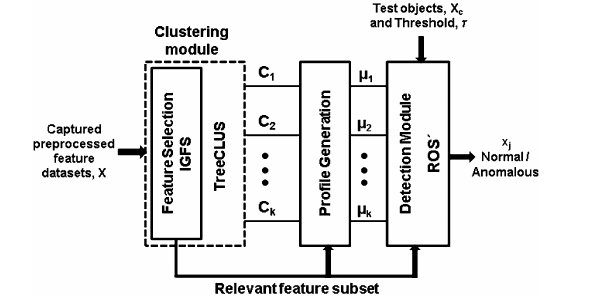 Test objects, Xc
and Threshold, τ
Clustering
module
Captured
preprocessed
feature
datasets, X
Feature Selection
IGFS
TreeCLUS
C1
C2
Ck
Profile Generation
μ1
μ2
μk
Detection Module
ROS´
xj
Normal /
Anomalous
Relevant feature subset